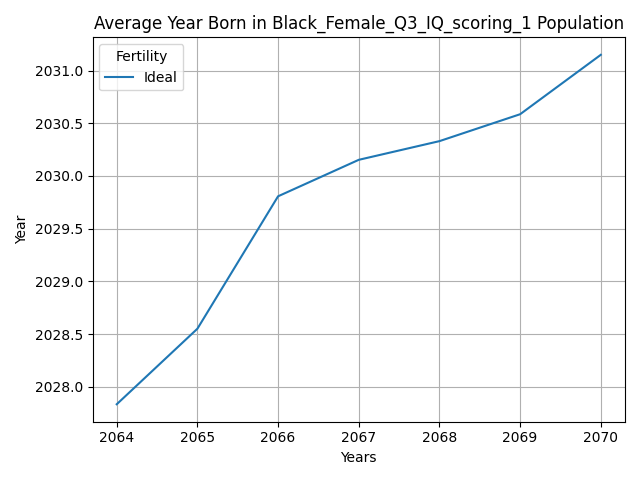 Average Year Born in Black_Female_Q3_IQ_scoring_1 Population
Fertility
Ideal
2031.0
2030.5
2030.0
2029.5
2029.0
2028.5
2028.0
Year
2064 2065 2066 2067 2068 2069 2070
Years